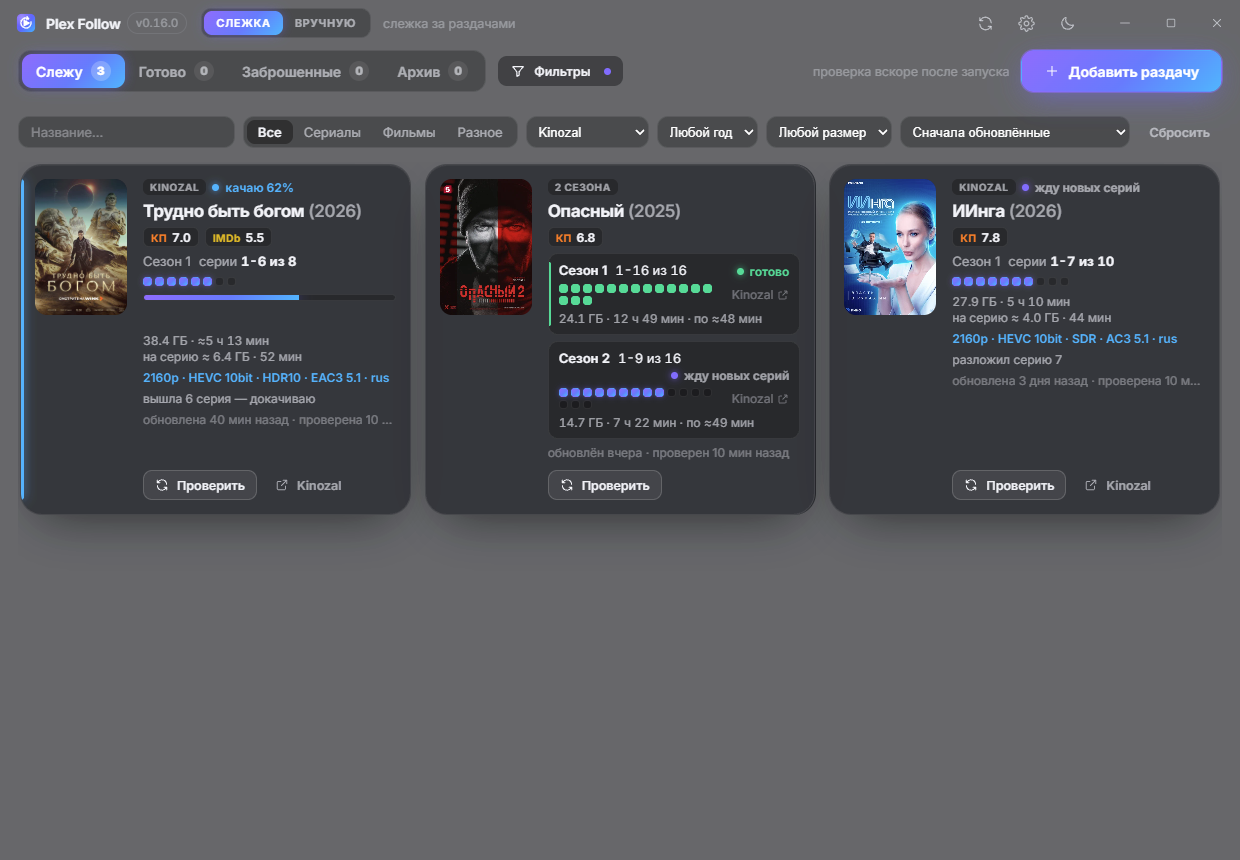 Plex Follow v0.16.0 СЛЕЖКА ВРУЧНУЮ слежка за раздачами
Слежу 3 Готово 0 Заброшенные 0 Архив 0 Фильтры проверка вскоре после запуска + Добавить раздачу
Название... Все Сериалы Фильмы Разное Kinozal Любой год Любой размер Сначала обновлённые Сбросить
KINOZAL качаю 62%
Трудно быть богом (2026)
КП 7.0 IMDb 5.5
Сезон 1 серии 1-6 из 8
38.4 ГБ · ≈5 ч 13 мин
на серию ≈ 6.4 ГБ · 52 мин
2160p · HEVC 10bit · HDR10 · EAC3 5.1 · rus
вышла 6 серия — докачиваю
обновлена 40 мин назад · проверена 10 ...
Проверить Kinozal
ТРУДНО БЫТЬ
БОГОМ
2 СЕЗОНА
Опасный (2025)
КП 6.8
Сезон 1 1-16 из 16 готово
Kinozal
24.1 ГБ · 12 ч 49 мин · по ≈48 мин
Сезон 2 1-9 из 16
жду новых серий
Kinozal
14.7 ГБ · 7 ч 22 мин · по ≈49 мин
обновлён вчера · проверен 10 мин назад
Проверить
5
ОПАСНЫЙ 2
KINOZAL жду новых серий
ИИнга (2026)
КП 7.8
Сезон 1 серии 1-7 из 10
27.9 ГБ · 5 ч 10 мин
на серию ≈ 4.0 ГБ · 44 мин
2160p · HEVC 10bit · SDR · AC3 5.1 · rus
разложил серию 7
обновлена 3 дня назад · проверена 10 м...
Проверить Kinozal
ИИнга